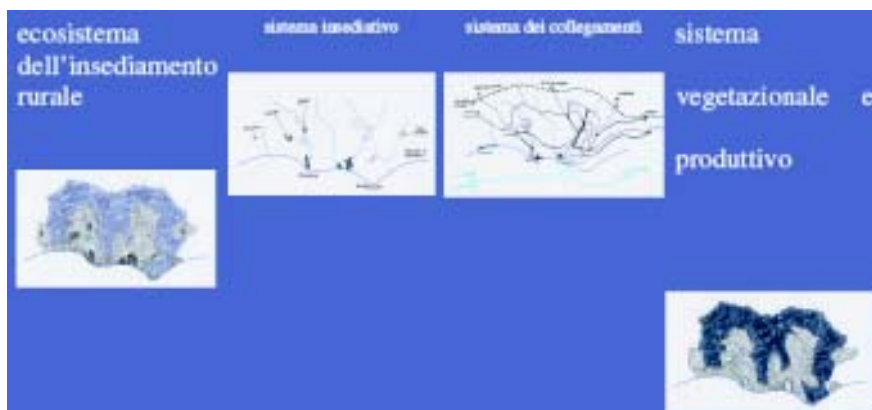 ecosistema
dell'insediamento
rurale
sistema insediativo
sistema dei collegamenti
sistema
vegetazionale e
produttivo